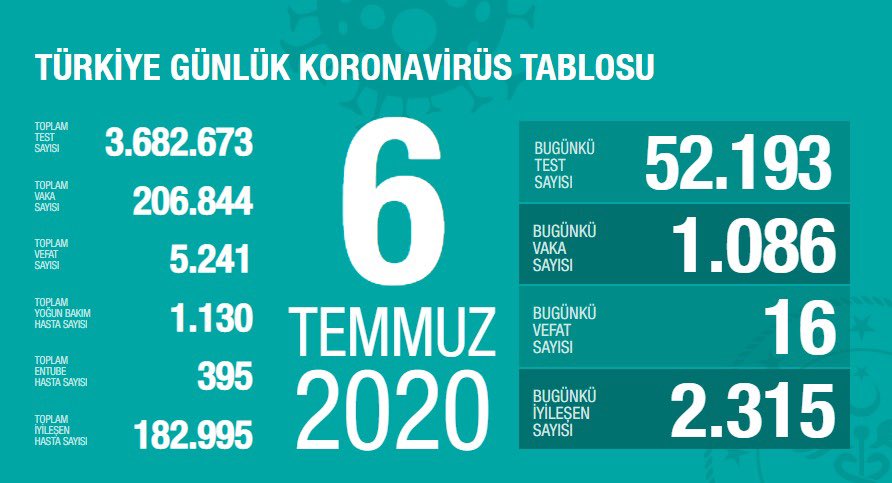 TÜRKİYE GÜNLÜK KORONAVİRÜS TABLOSU
TOPLAM
TEST
SAYISI
3.682.673
TOPLAM
VAKA
SAYISI
206.844
TOPLAM
VEFAT
SAYISI
5.241
TOPLAM
YOĞUN BAKIM
HASTA SAYISI
1.130
TOPLAM
ENTUBE
HASTA SAYISI
395
TOPLAM
İYİLEŞEN
HASTA SAYISI
182.995
6
TEMMUZ
2020
BUGÜNKÜ
TEST
SAYISI
52.193
BUGÜNKÜ
VAKA
SAYISI
1.086
BUGÜNKÜ
VEFAT
SAYISI
16
BUGÜNKÜ
İYİLEŞEN
SAYISI
2.315